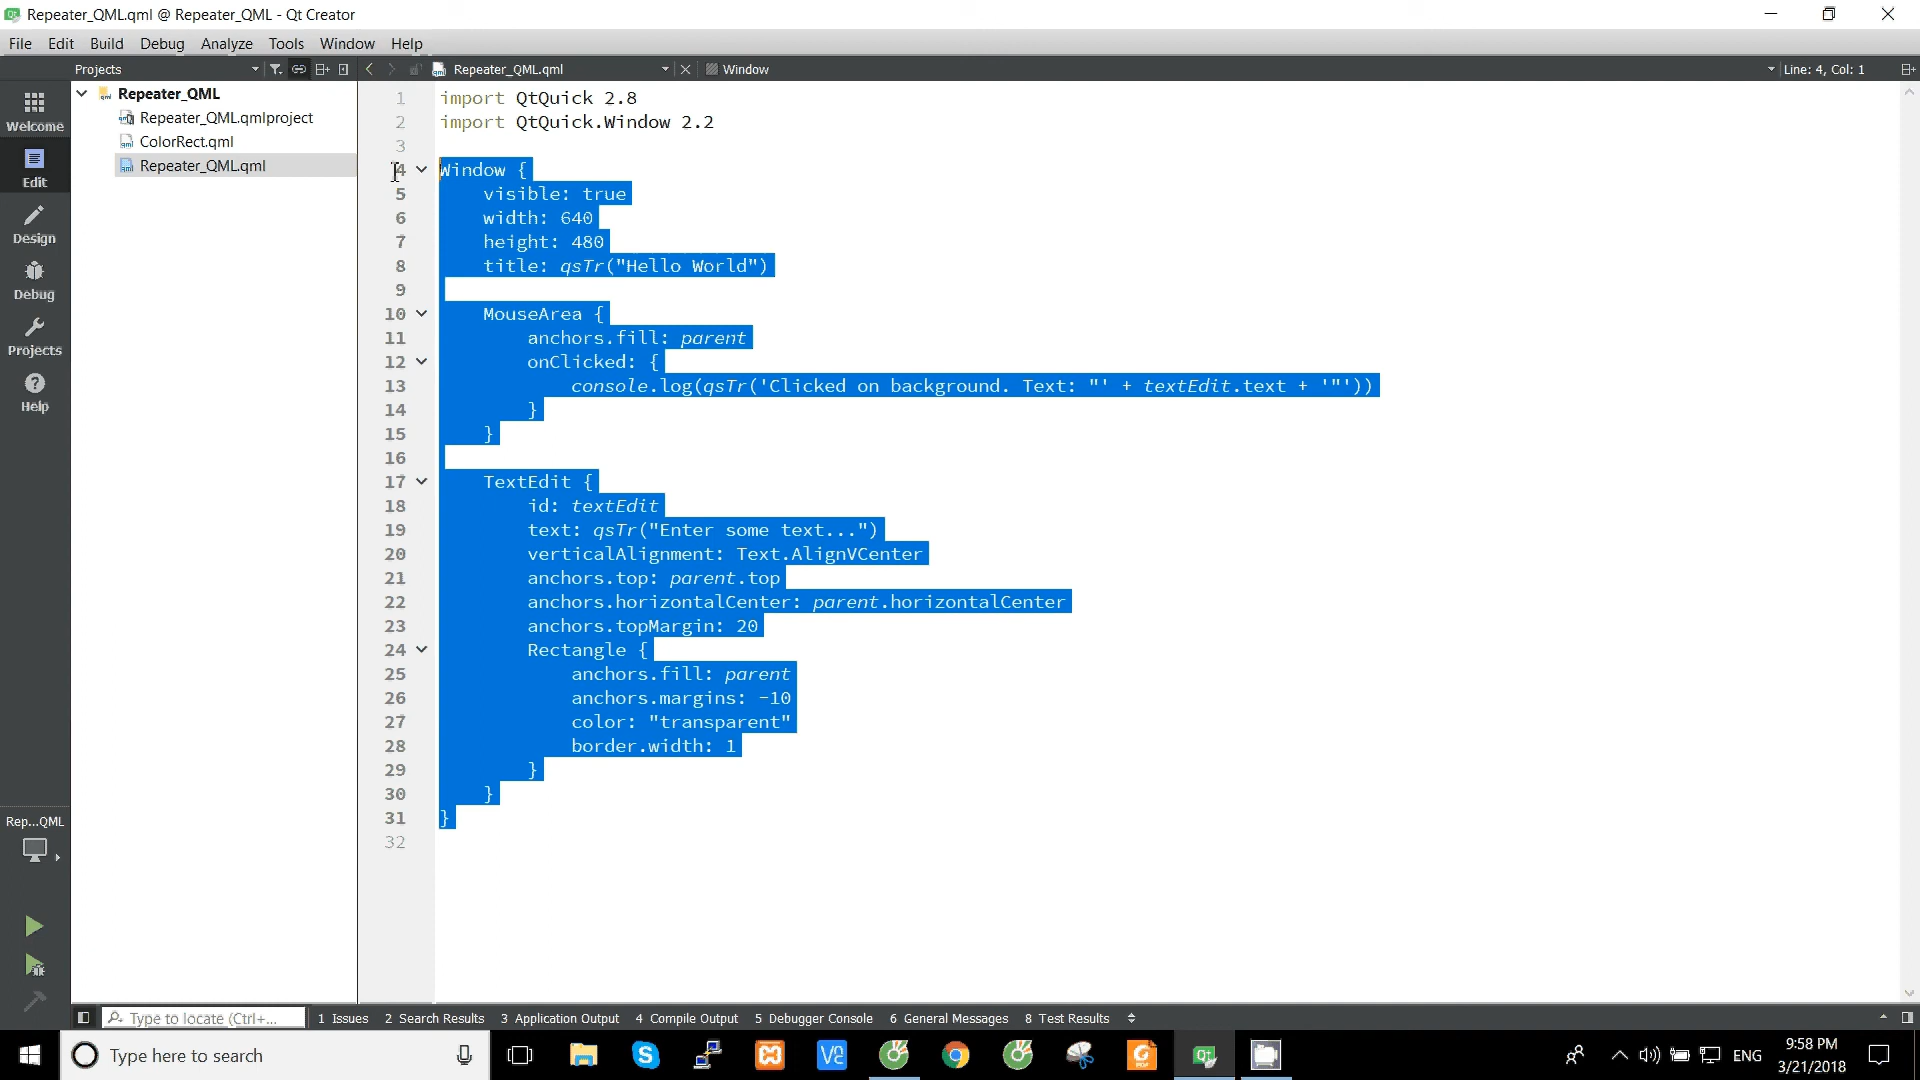 Repeater_QML.qml @ Repeater_QML - Qt Creator
File Edit Build Debug Analyze Tools Window Help
Projects Repeater_QML.qml Window Line: 4, Col: 1
Welcome
Edit
Design
Debug
Projects
Help
Rep...QML
Repeater_QML
Repeater_QML.qmlproject
ColorRect.qml
Repeater_QML.qml
1 import QtQuick 2.8
2 import QtQuick.Window 2.2
3
4 Window {
5     visible: true
6     width: 640
7     height: 480
8     title: qsTr("Hello World")
9
10     MouseArea {
11         anchors.fill: parent
12         onClicked: {
13             console.log(qsTr('Clicked on background. Text: "' + textEdit.text + '"'))
14         }
15     }
16
17     TextEdit {
18         id: textEdit
19         text: qsTr("Enter some text...")
20         verticalAlignment: Text.AlignVCenter
21         anchors.top: parent.top
22         anchors.horizontalCenter: parent.horizontalCenter
23         anchors.topMargin: 20
24         Rectangle {
25             anchors.fill: parent
26             anchors.margins: -10
27             color: "transparent"
28             border.width: 1
29         }
30     }
31 }
32
Type to locate (Ctrl+... 1 Issues 2 Search Results 3 Application Output 4 Compile Output 5 Debugger Console 6 General Messages 8 Test Results
Type here to search
ENG
9:58 PM
3/21/2018